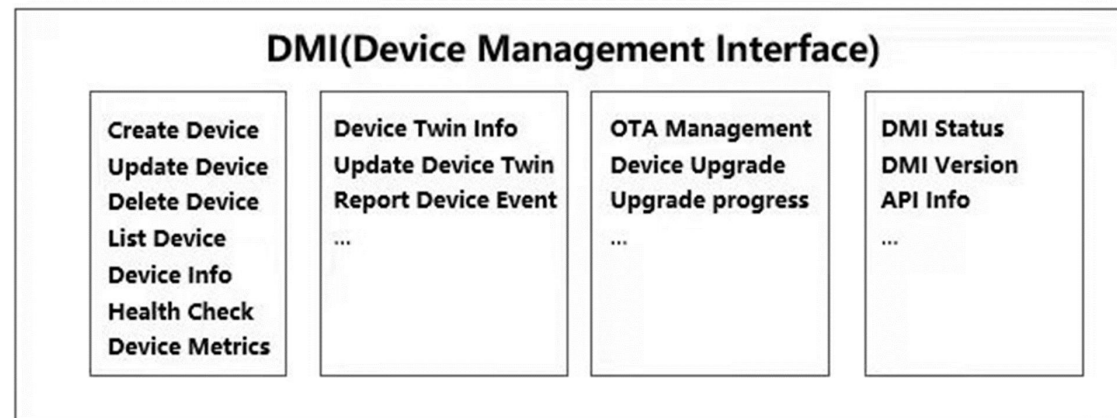 DMI(Device Management Interface)
Create Device
Update Device
Delete Device
List Device
Device Info
Health Check
Device Metrics
Device Twin Info
Update Device Twin
Report Device Event
...
OTA Management
Device Upgrade
Upgrade progress
...
DMI Status
DMI Version
API Info
...